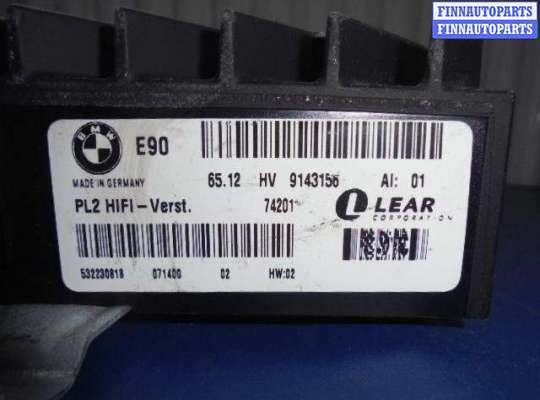 FINNAUTOPARTS
FINNAUTOPARTS
BMW
E90
MADE IN GERMANY
65.12 HV 9143156 AI: 01
PL2 HIFI-Verst. 74201
LEAR
CORPORATION
532230818 071400 02 HW:02